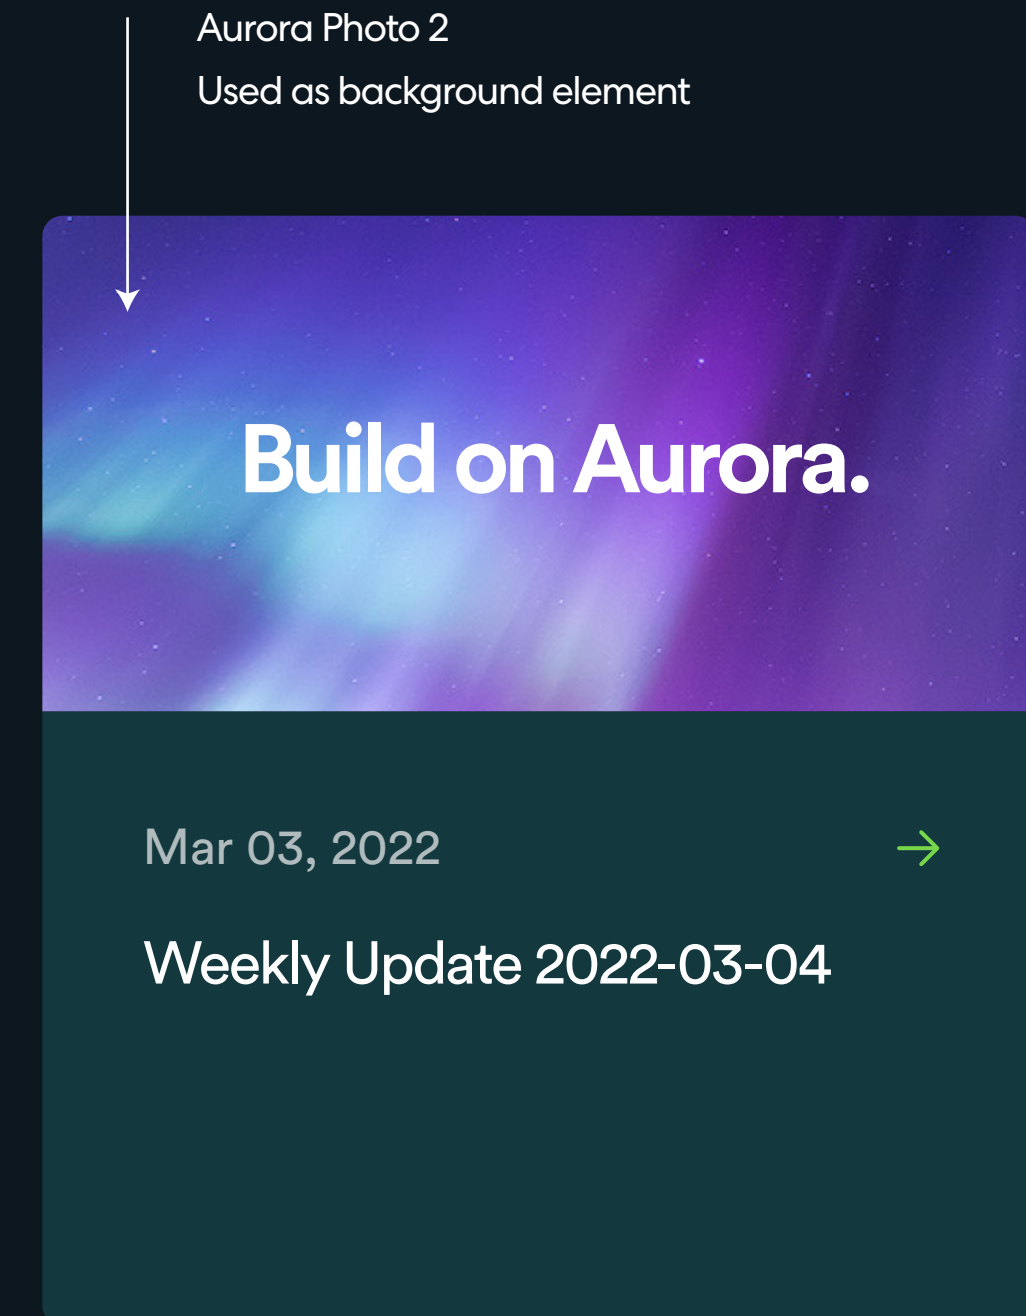 Aurora Photo 2
Used as background element
Build on Aurora.
Mar 03, 2022
Weekly Update 2022-03-04